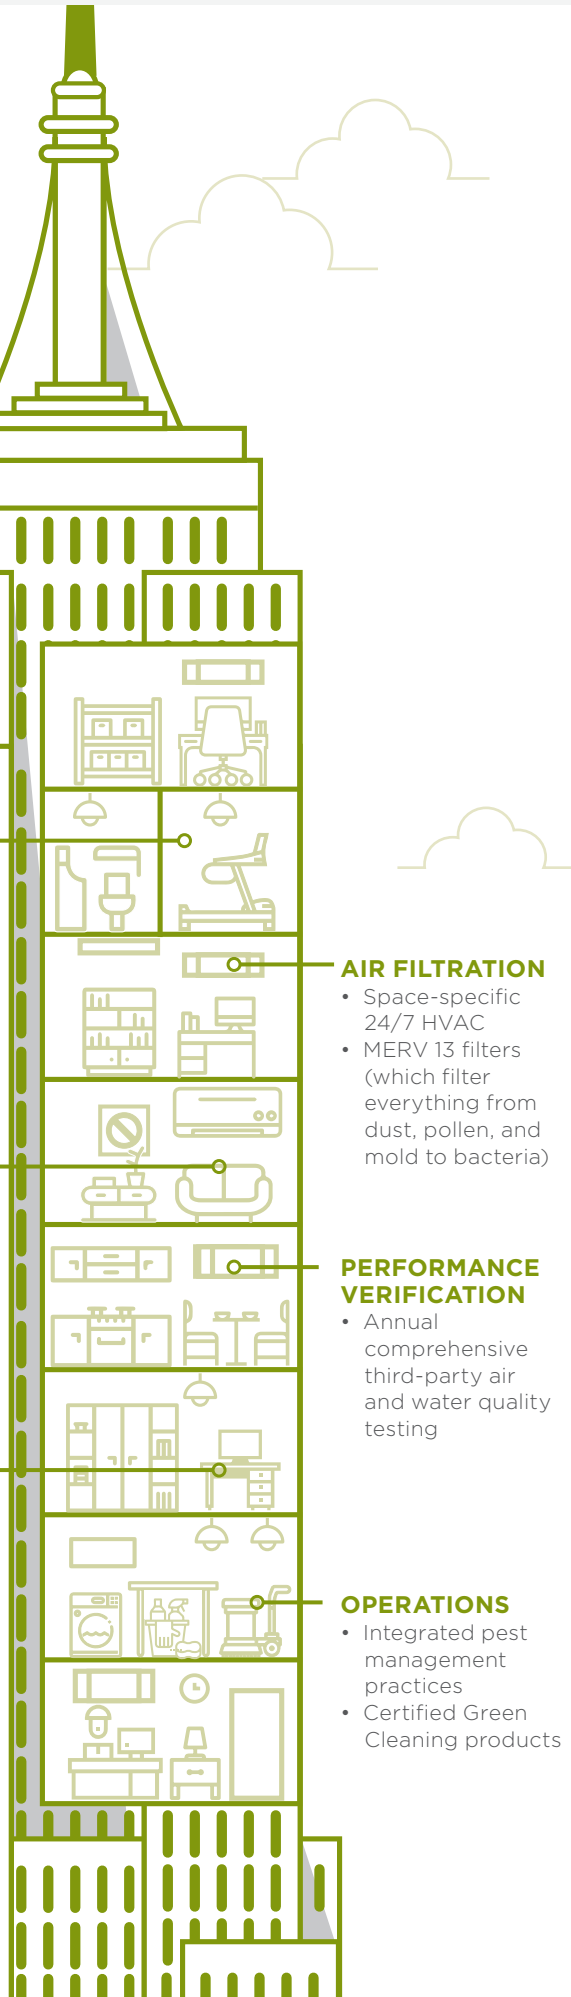 AIR FILTRATION
• Space-specific
24/7 HVAC
• MERV 13 filters
(which filter
everything from
dust, pollen, and
mold to bacteria)
PERFORMANCE
VERIFICATION
• Annual
comprehensive
third-party air
and water quality
testing
OPERATIONS
• Integrated pest
management
practices
• Certified Green
Cleaning products